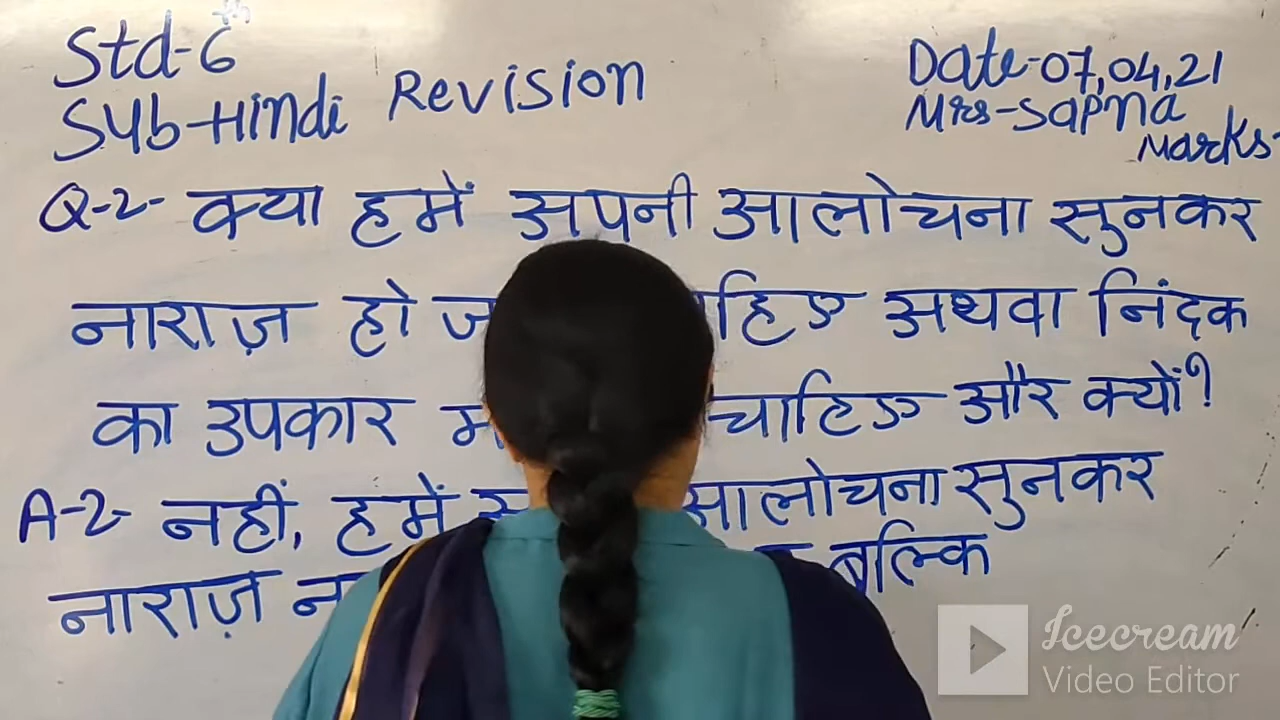 Std-6th
Sub-Hindi Revision
Date-07,04,21
Mrs-Sapna
Marks-
Q-2- क्या हमें अपनी आलोचना सुनकर
नाराज़ हो अथवा निंदक
का उपकार चाहिए और क्यों?
A-2- नहीं, हमें आलोचना सुनकर
नाराज़ बल्कि
Icecream
Video Editor